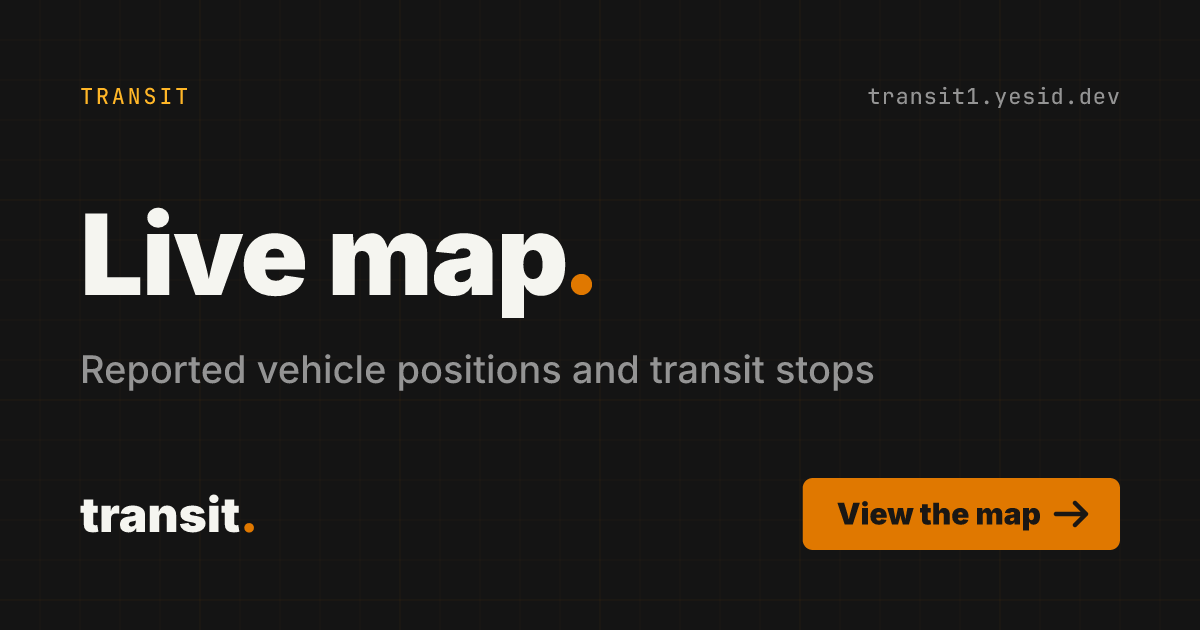 TRANSIT
transit1.yesid.dev
Live map.
Reported vehicle positions and transit stops
transit.
View the map →